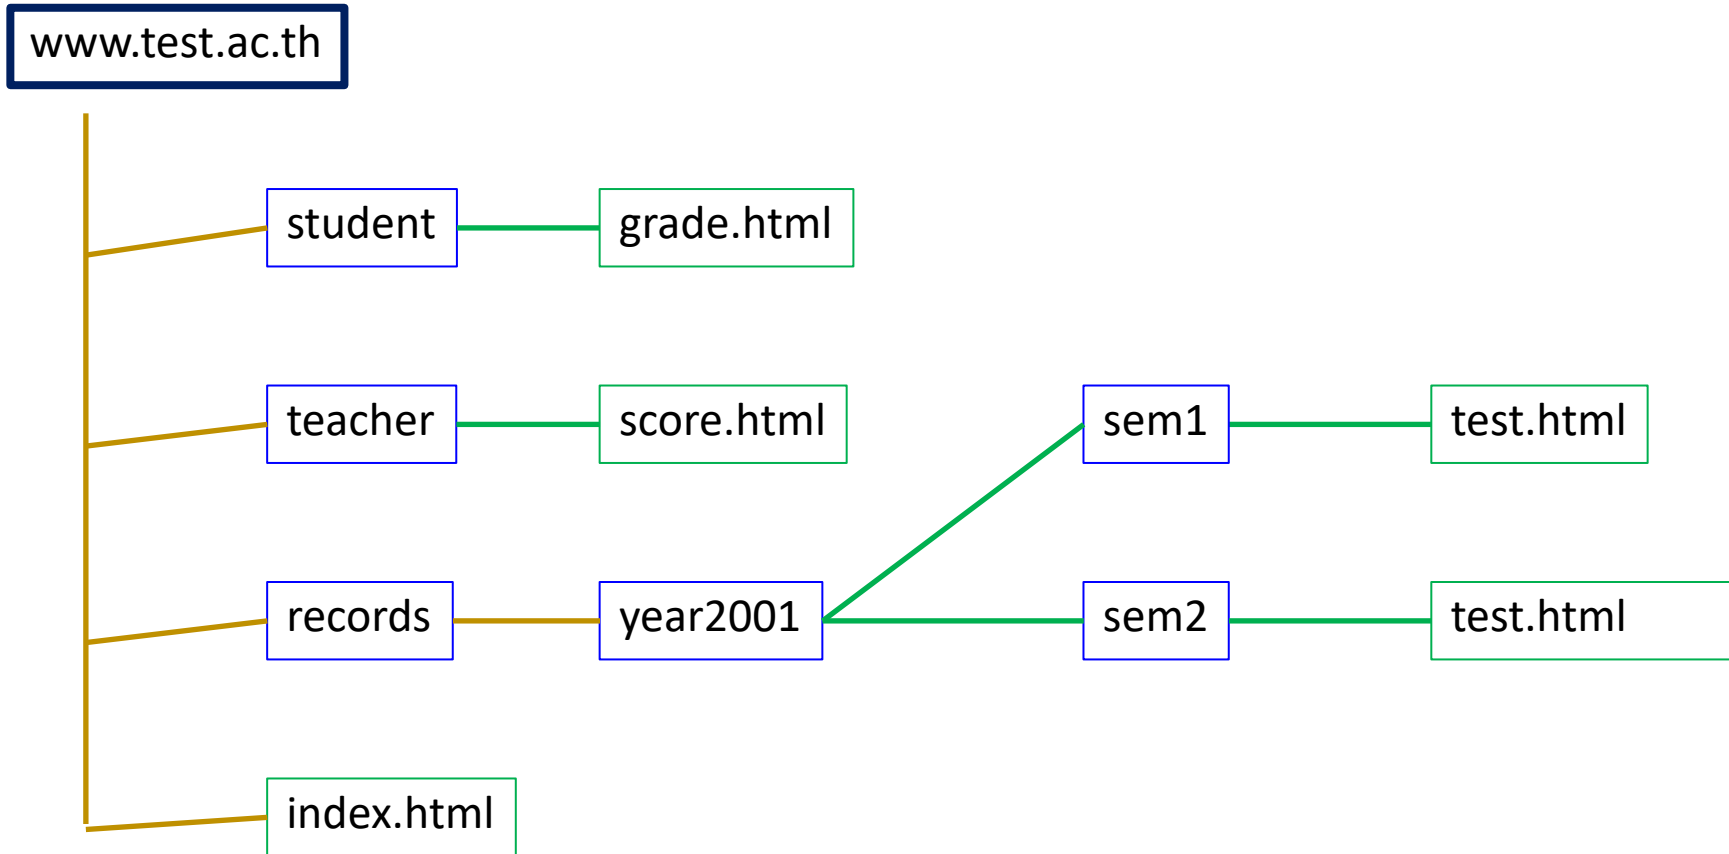 www.test.ac.th
student grade.html
teacher score.html sem1 test.html
records year2001 sem2 test.html
index.html